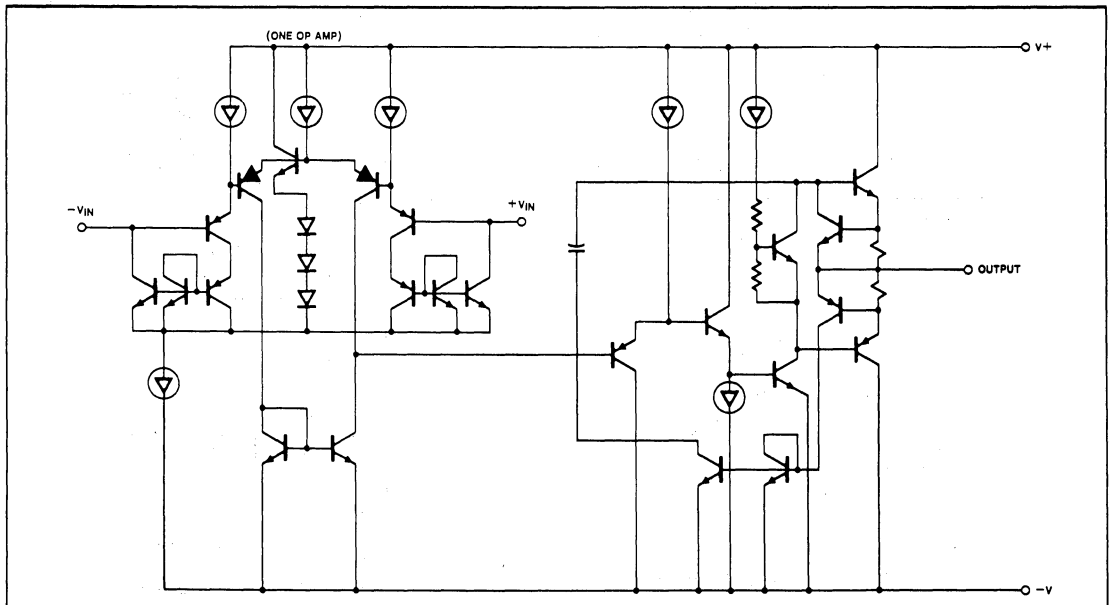 (ONE OP AMP)
V+
-VIN
+VIN
OUTPUT
-V